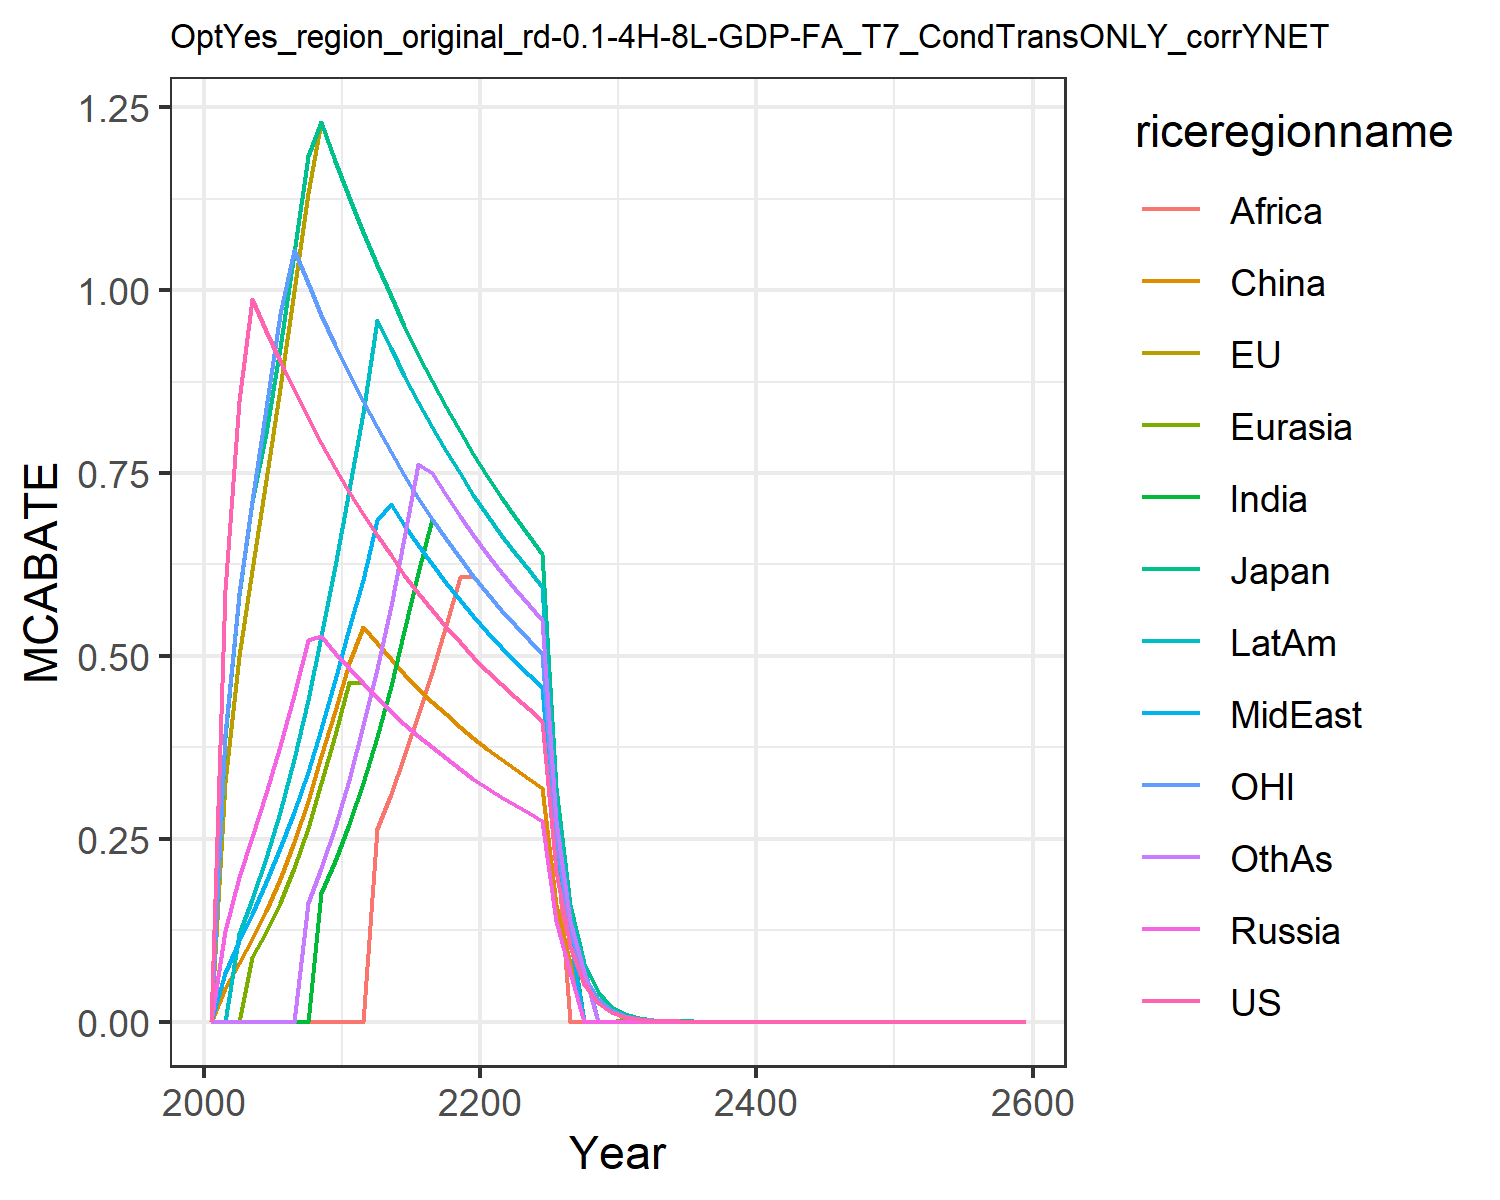 OptYes_region_original_rd-0.1-4H-8L-GDP-FA_T7_CondTransONLY_corrYNET
1.25
1.00
0.75
0.50
0.25
0.00
MCABATE
2000
2200
2400
2600
Year
riceregionname
Africa
China
EU
Eurasia
India
Japan
LatAm
MidEast
OHI
OthAs
Russia
US